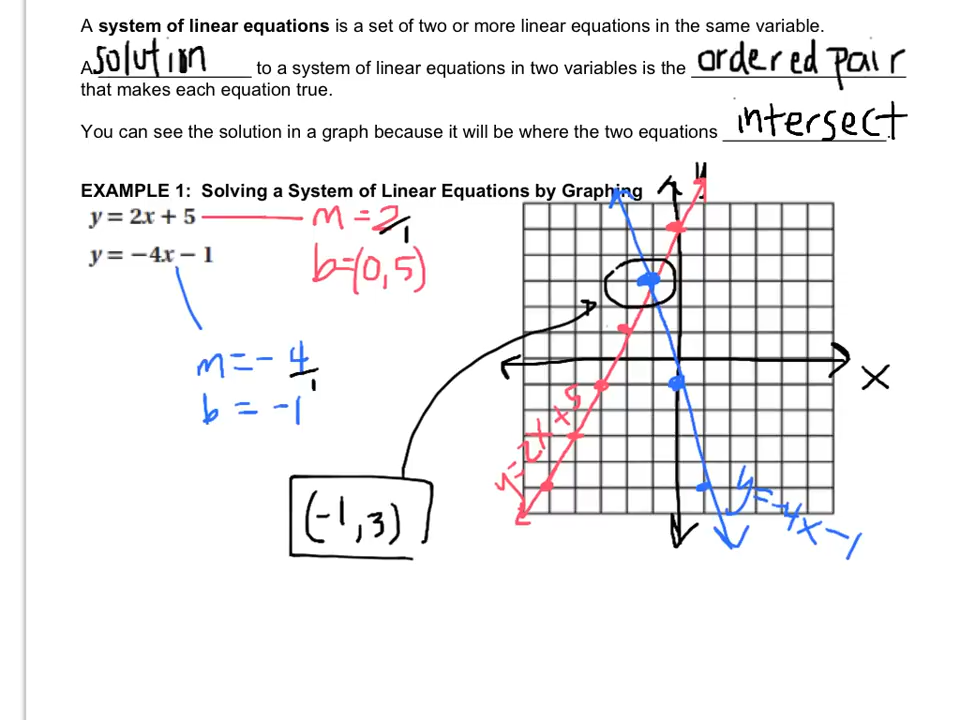 A system of linear equations is a set of two or more linear equations in the same variable.
A solution to a system of linear equations in two variables is the ordered pair
that makes each equation true.
You can see the solution in a graph because it will be where the two equations intersect.
EXAMPLE 1: Solving a System of Linear Equations by Graphing
y = 2x + 5
y = −4x − 1
m = 2/1
b=(0,5)
m = - 4/1
b = -1
(-1,3)
y
x
y=2x+5
y=-4x-1